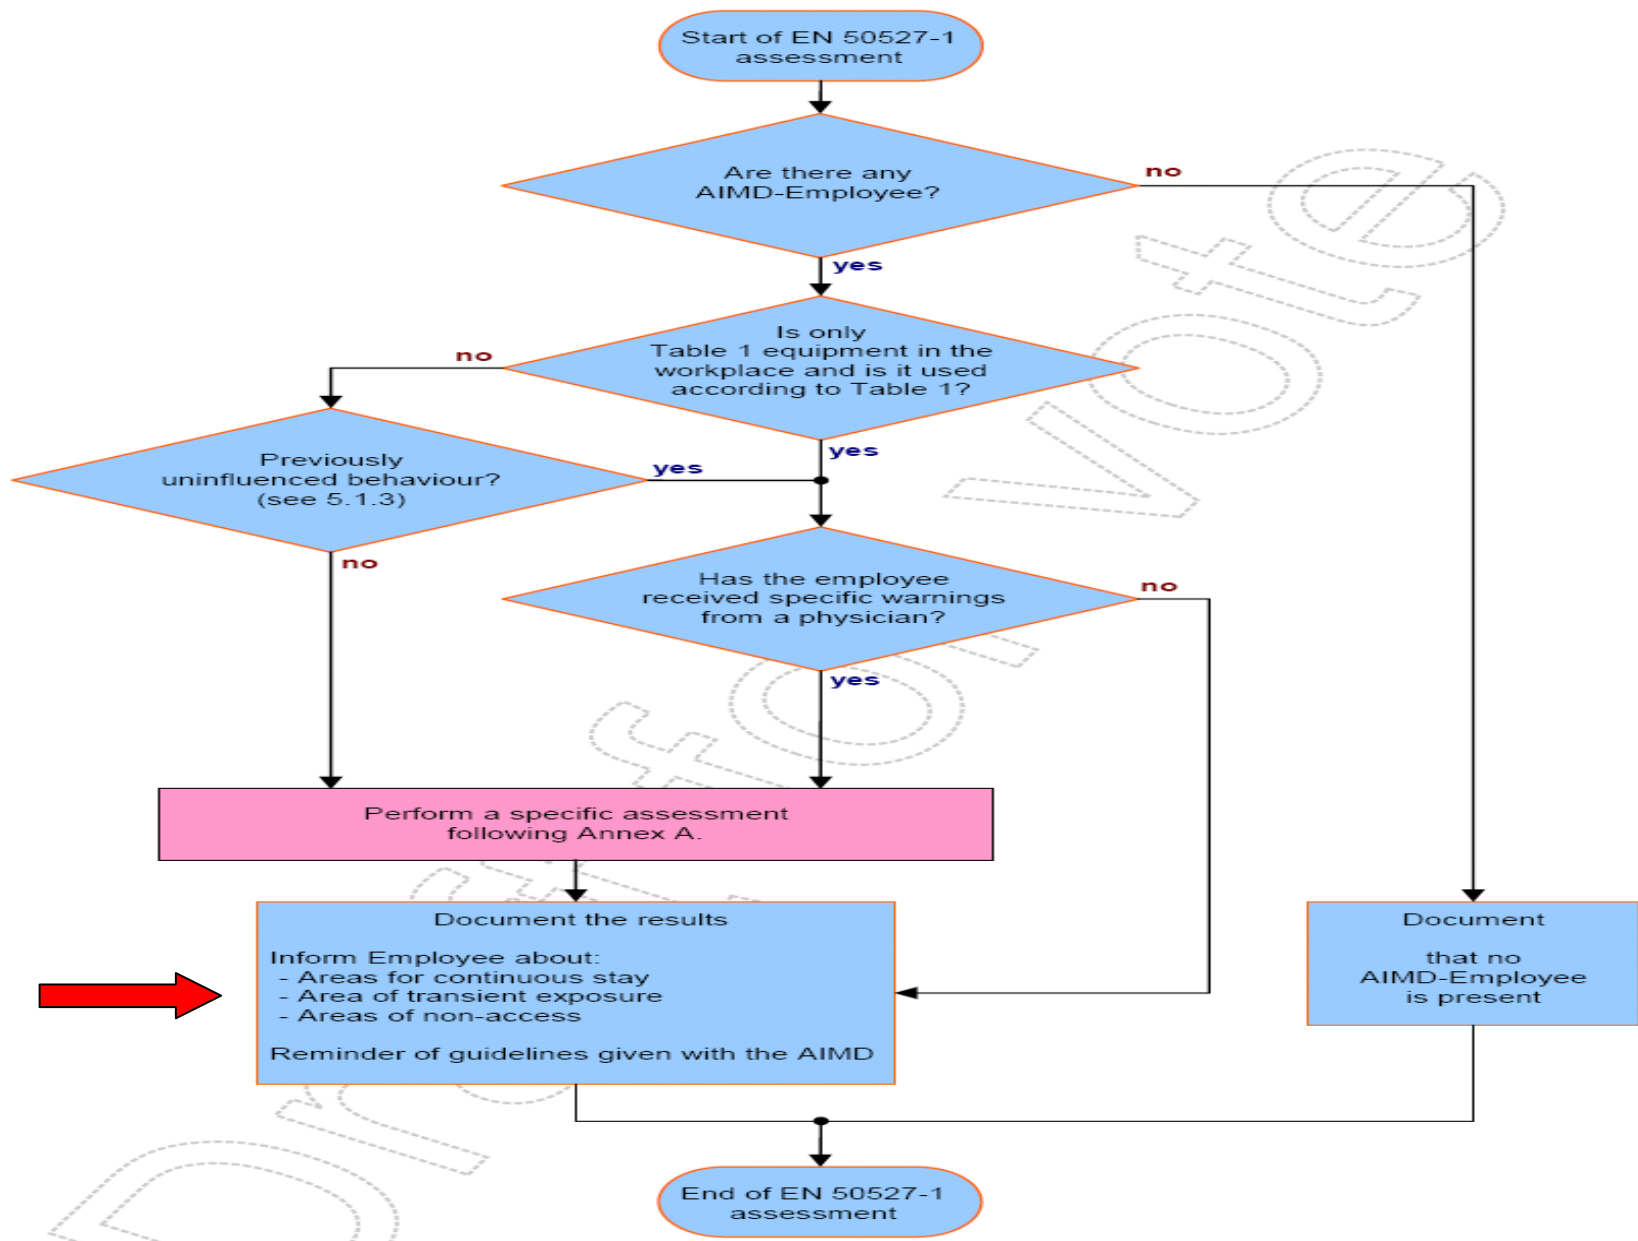 Start of EN 50527-1
assessment
Are there any
AIMD-Employee?
no
yes
Is only
Table 1 equipment in the
workplace and is it used
according to Table 1?
no
yes
Previously
uninfluenced behaviour?
(see 5.1.3)
yes
no
Has the employee
received specific warnings
from a physician?
no
yes
Perform a specific assessment
following Annex A.
Document the results
Inform Employee about:
- Areas for continuous stay
- Area of transient exposure
- Areas of non-access
Reminder of guidelines given with the AIMD
Document
that no
AIMD-Employee
is present
End of EN 50527-1
assessment
Draft for vote